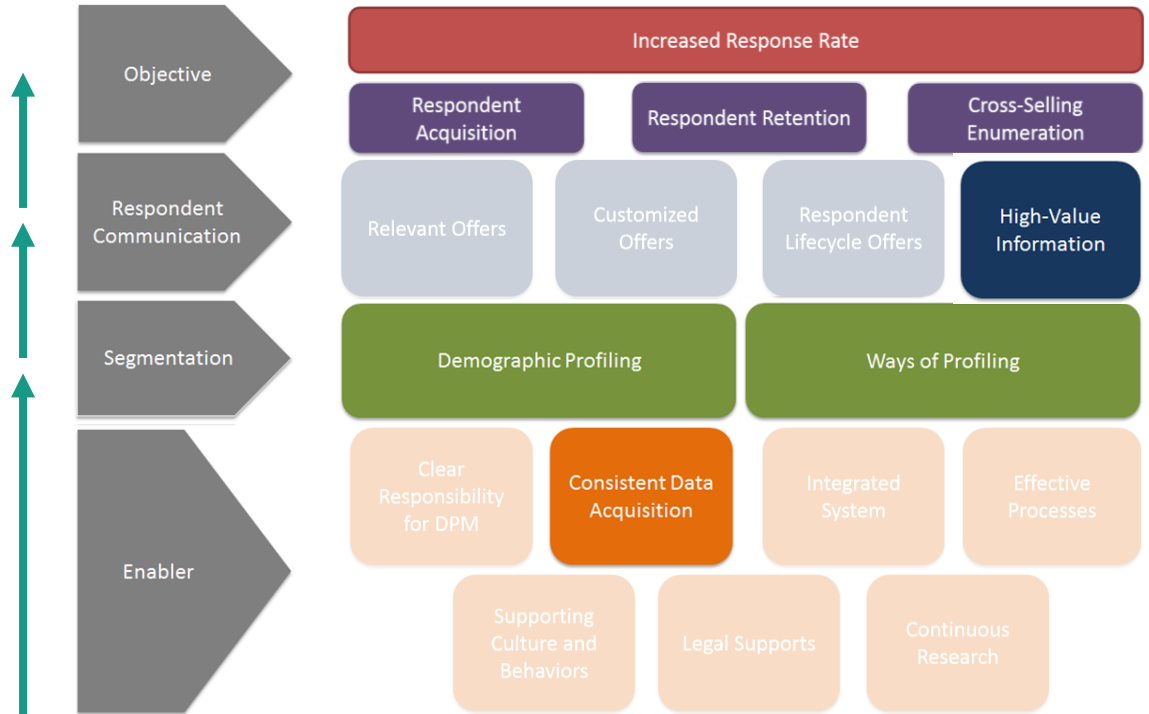 Objective
Increased Response Rate
Respondent
Acquisition
Respondent Retention
Cross-Selling
Enumeration
Respondent
Communication
Relevant Offers
Customized
Offers
Respondent
Lifecycle Offers
High-Value
Information
Segmentation
Demographic Profiling
Ways of Profiling
Enabler
Clear
Responsibility
for DPM
Consistent Data
Acquisition
Integrated
System
Effective
Processes
Supporting
Culture and
Behaviors
Legal Supports
Continuous
Research